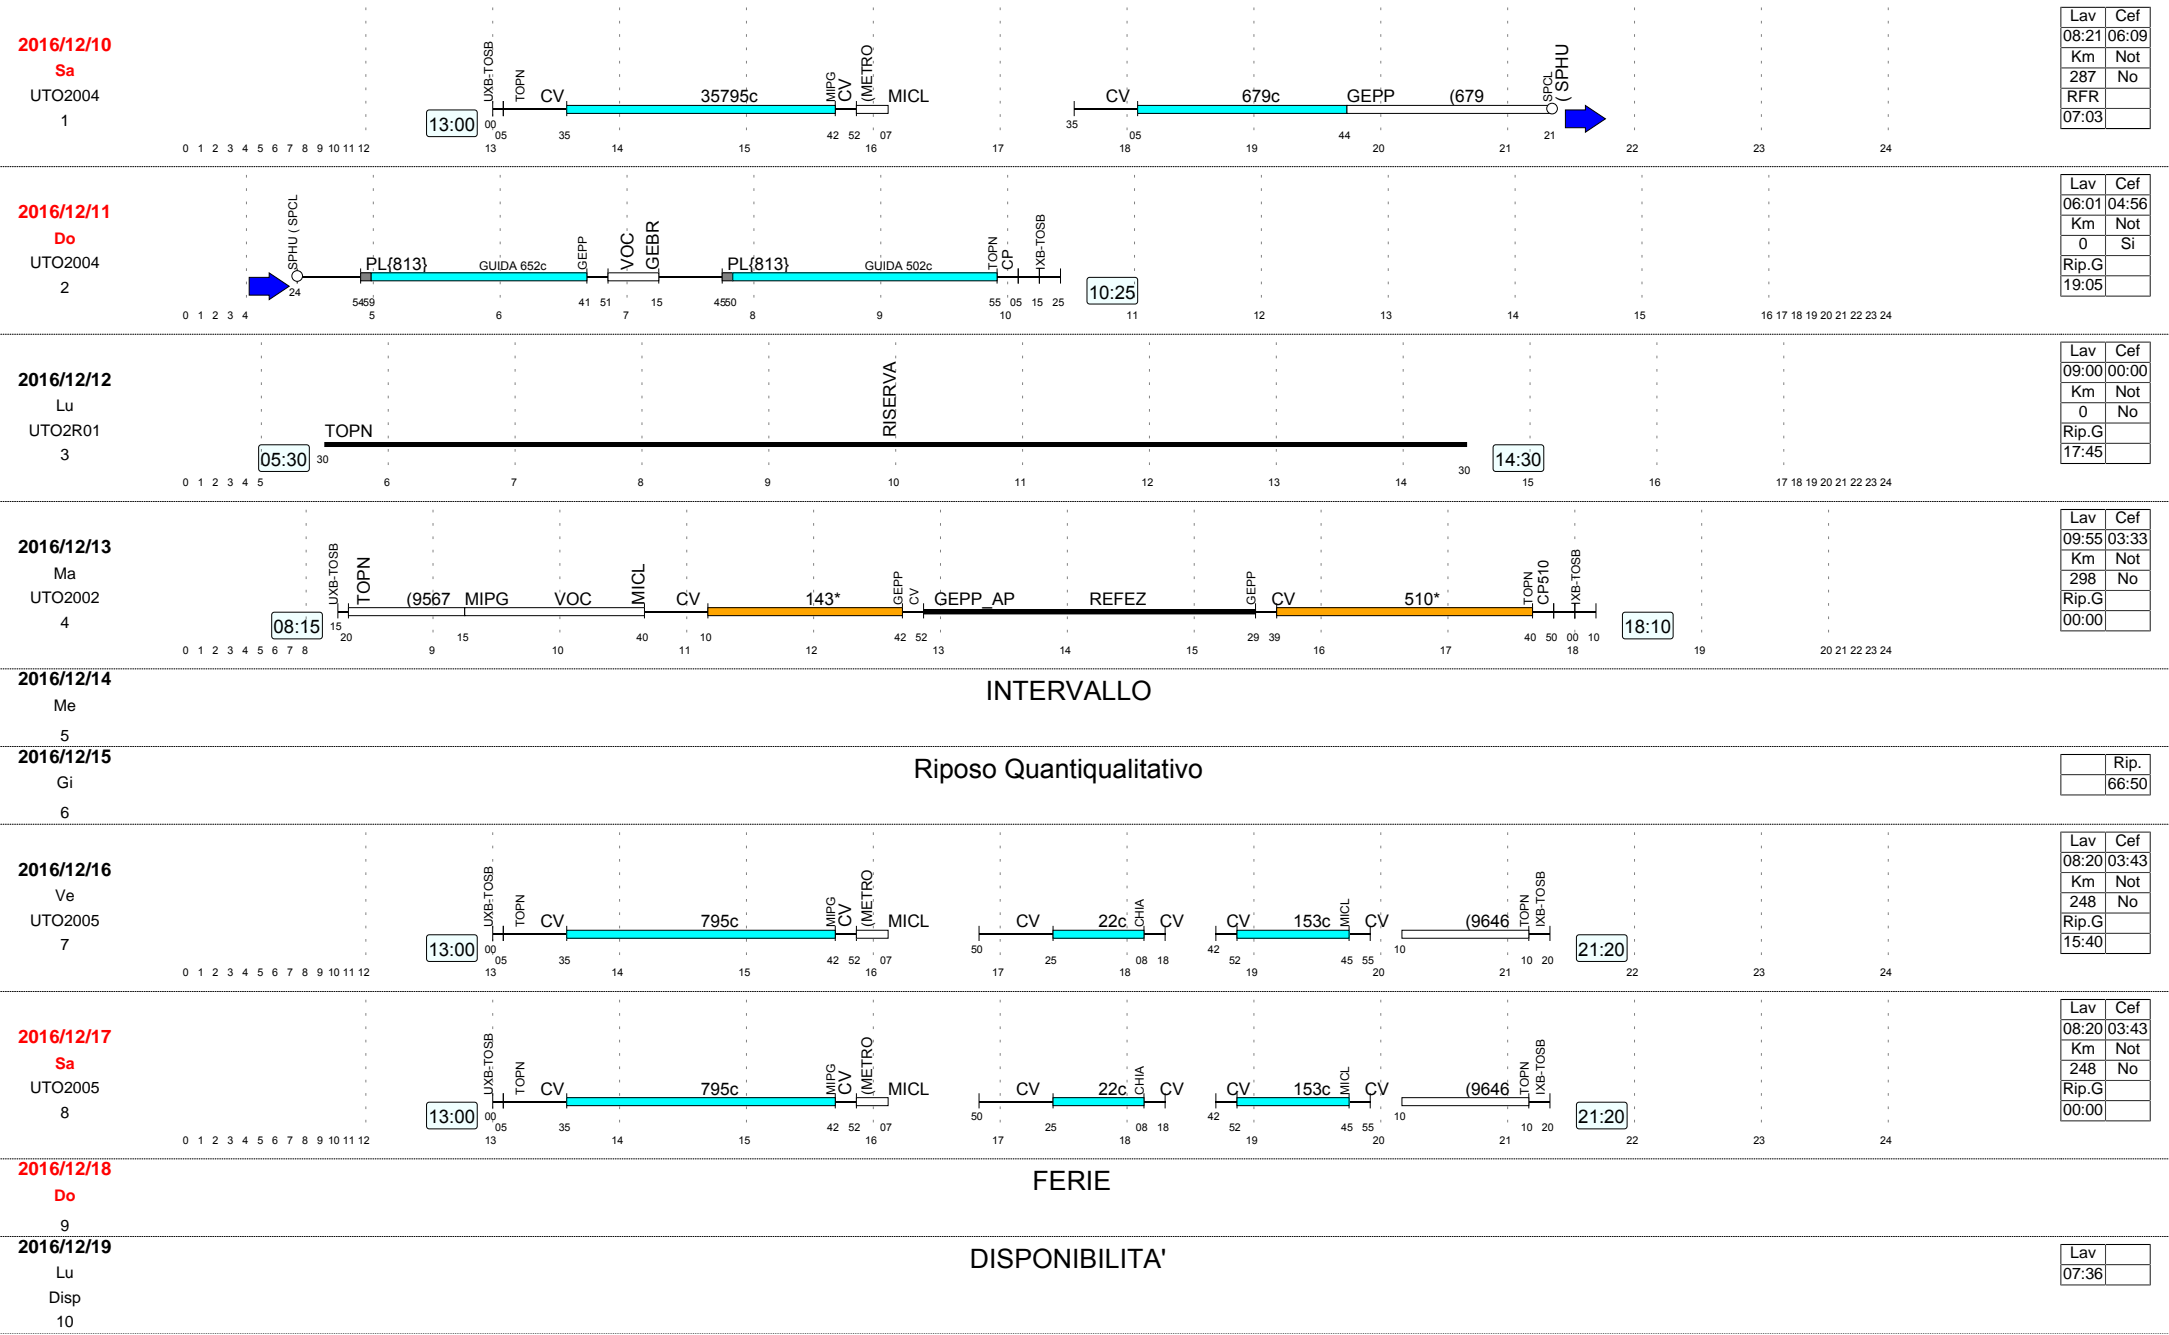 2016/12/10
Sa
UTO2004
1
13:00
UXB-TOSB
TOPN
CV
35795c
MIPG
CV
(METRO
MICL
CV
679c
GEPP
(679
SPCL
( SPHU
00 05 35 42 52 07 35 05 44 21
0 1 2 3 4 5 6 7 8 9 10 11 12 13 14 15 16 17 18 19 20 21 22 23 24
Lav Cef
08:21 06:09
Km Not
287 No
RFR
07:03
2016/12/11
Do
UTO2004
2
SPHU ( SPCL
PL{813}
GUIDA 652c
GEPP
VOC
GEBR
PL{813}
GUIDA 502c
TOPN
CP
IXB-TOSB
10:25
24 54 59 41 51 15 45 50 55 05 15 25
0 1 2 3 4 5 6 7 8 9 10 11 12 13 14 15 16 17 18 19 20 21 22 23 24
Lav Cef
06:01 04:56
Km Not
0 Si
Rip.G
19:05
2016/12/12
Lu
UTO2R01
3
05:30
TOPN
RISERVA
14:30
30 30
0 1 2 3 4 5 6 7 8 9 10 11 12 13 14 15 16 17 18 19 20 21 22 23 24
Lav Cef
09:00 00:00
Km Not
0 No
Rip.G
17:45
2016/12/13
Ma
UTO2002
4
08:15
UXB-TOSB
TOPN
(9567
MIPG
VOC
MICL
CV
143*
GEPP
CV
GEPP_AP
REFEZ
GEPP
CV
510*
TOPN
CP510
IXB-TOSB
18:10
15 20 15 40 10 42 52 29 39 40 50 00 10
0 1 2 3 4 5 6 7 8 9 10 11 12 13 14 15 16 17 18 19 20 21 22 23 24
Lav Cef
09:55 03:33
Km Not
298 No
Rip.G
00:00
2016/12/14
Me
5
INTERVALLO
2016/12/15
Gi
6
Riposo Quantiqualitativo
Rip.
66:50
2016/12/16
Ve
UTO2005
7
13:00
UXB-TOSB
TOPN
CV
795c
MIPG
CV
(METRO
MICL
CV
22c
CHIA
CV
CV
153c
MICL
CV
(9646
TOPN
IXB-TOSB
21:20
00 05 35 42 52 07 50 25 08 18 42 52 45 55 10 10 20
0 1 2 3 4 5 6 7 8 9 10 11 12 13 14 15 16 17 18 19 20 21 22 23 24
Lav Cef
08:20 03:43
Km Not
248 No
Rip.G
15:40
2016/12/17
Sa
UTO2005
8
13:00
UXB-TOSB
TOPN
CV
795c
MIPG
CV
(METRO
MICL
CV
22c
CHIA
CV
CV
153c
MICL
CV
(9646
TOPN
IXB-TOSB
21:20
00 05 35 42 52 07 50 25 08 18 42 52 45 55 10 10 20
0 1 2 3 4 5 6 7 8 9 10 11 12 13 14 15 16 17 18 19 20 21 22 23 24
Lav Cef
08:20 03:43
Km Not
248 No
Rip.G
00:00
2016/12/18
Do
9
FERIE
2016/12/19
Lu
Disp
10
DISPONIBILITA'
Lav
07:36